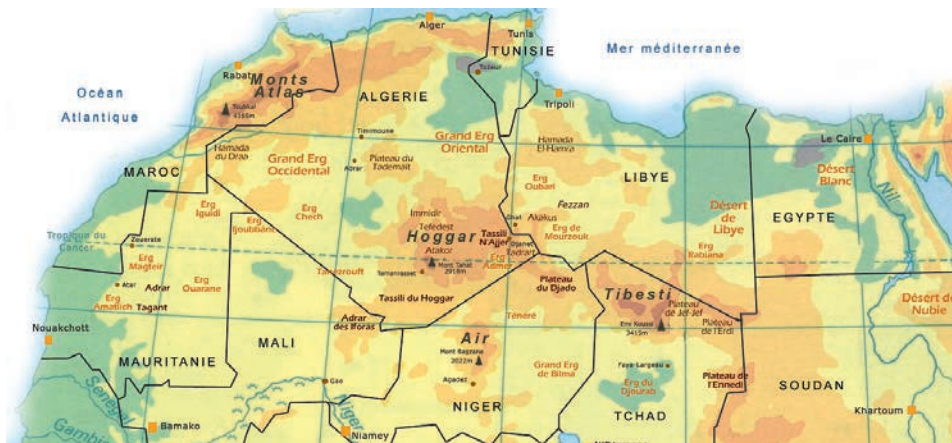 Alger
Tunis
TUNISIE
Mer méditerranée
Rabat
Monts
Atlas
Océan
Atlantique
ALGERIE
Tozeur
Tripoli
Toubkal
4165m
Le Caire
Timimoune
Hamada
du Draa
Grand Erg
Oriental
Hamada
El-Hamra
Grand Erg
Occidental
Adrar
Plateau du
Tademait
MAROC
Erg
Oubari
LIBYE
Désert
Blanc
Nil
Erg
Iguidi
Erg
Chech
Immidir
Fezzan
Désert
de
Libye
EGYPTE
Tefedest
Ghat
Akakus
Tropique du
Cancer
Zouerate
Hoggar
Tassili
N'Ajjer
Djanet
Tadrart
Erg de
Mourzouk
Erg
Rabiana
Atakor
Erg
Magteir
Mont Tahat
2918m
Erg
Admer
Tamanrasset
Tanezrouft
Atar
Adrar
Erg
Ouarane
Plateau
du Djado
Tibesti
Plateau
de Jef-Jef
Erg
Amatlich
Tagant
Tassili du Hoggar
Désert de
Nubie
Nouakchott
Adrar
des Iforas
Ténéré
Emi Koussi
3415m
Plateau
de l'Erdi
MAURITANIE
MALI
Air
Mont Bagzane
2022m
Grand Erg
de Bilma
Faya-Largeau
Plateau de
l'Ennedi
SOUDAN
Gao
Agadez
Erg du
Djourab
Sénégal
Niger
NIGER
TCHAD
Khartoum
Bamako
Niamey